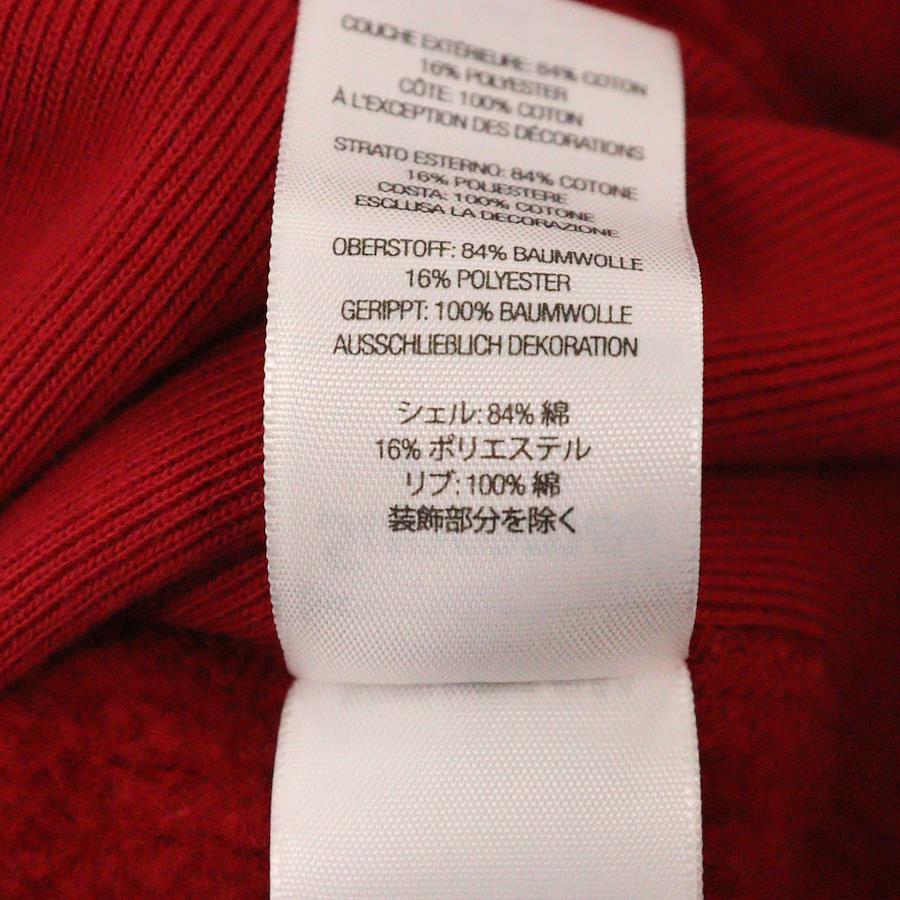 COUCHE EXTÉRIEURE: 84% COTON
16% POLYESTER
CÔTE: 100% COTON
À L'EXCEPTION DES DÉCORATIONS
STRATO ESTERNO: 84% COTONE
16% POLIESTERE
COSTA: 100% COTONE
ESCLUSA LA DECORAZIONE
OBERSTOFF: 84% BAUMWOLLE
16% POLYESTER
GERIPPT: 100% BAUMWOLLE
AUSSCHLIEßLICH DEKORATION
シェル: 84% 綿
16% ポリエステル
リブ: 100% 綿
装飾部分を除く